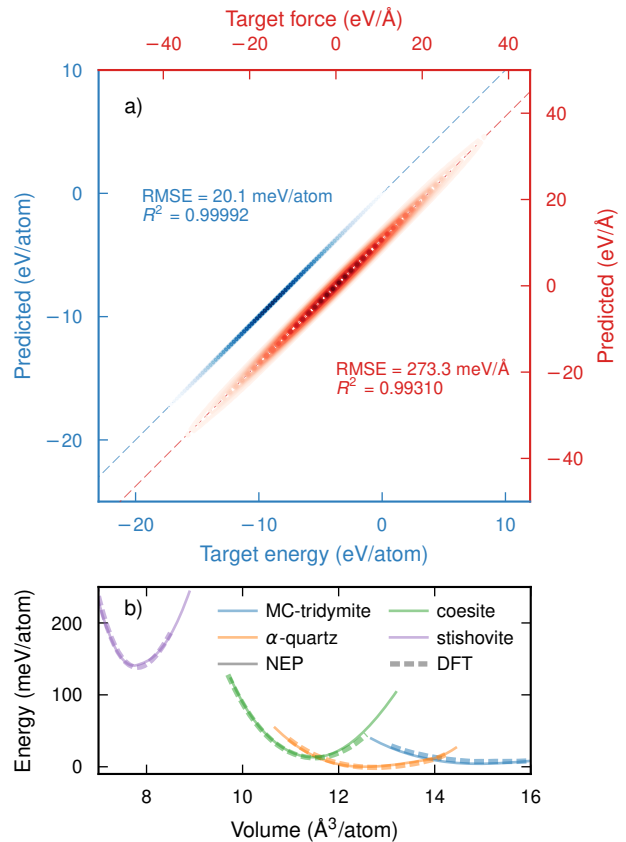 Target force (eV/Å)
−40 −20 0 20 40
a)
10
0
−10
−20
Predicted (eV/atom)
RMSE = 20.1 meV/atom
R² = 0.99992
RMSE = 273.3 meV/Å
R² = 0.99310
40
20
0
−20
−40
Predicted (eV/Å)
−20 −10 0 10
Target energy (eV/atom)
b)
200
100
0
Energy (meV/atom)
MC-tridymite
α-quartz
NEP
coesite
stishovite
DFT
8 10 12 14 16
Volume (Å³/atom)